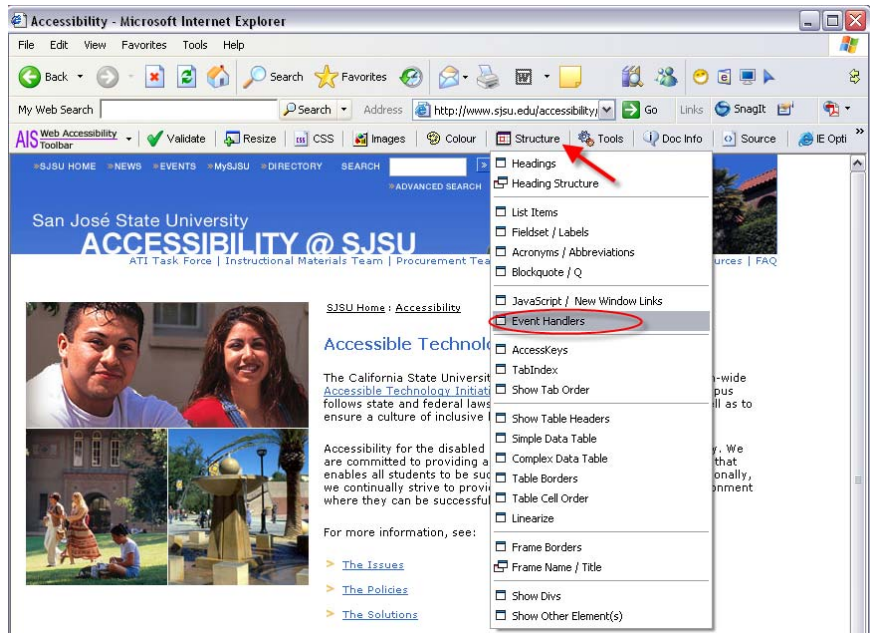 Accessibility - Microsoft Internet Explorer
File Edit View Favorites Tools Help
Back Search Favorites
My Web Search Search Address http://www.sjsu.edu/accessibility/ Go Links SnagIt
AIS Web Accessibility Toolbar Validate Resize CSS Images Colour Structure Tools Doc Info Source IE Opti
SJSU HOME NEWS EVENTS MySJSU DIRECTORY SEARCH
ADVANCED SEARCH
San José State University
ACCESSIBILITY @ SJSU
ATI Task Force | Instructional Materials Team | Procurement Tea
urces | FAQ
SJSU Home : Accessibility
Accessible Technol
The California State Universit
-wide
Accessible Technology Initiati
pus
follows state and federal laws
ll as to
ensure a culture of inclusive
Accessibility for the disabled
y. We
are committed to providing a
that
enables all students to be suc
onally,
we continually strive to provi
onment
where they can be successful
For more information, see:
> The Issues
> The Policies
> The Solutions
Headings
Heading Structure
List Items
Fieldset / Labels
Acronyms / Abbreviations
Blockquote / Q
JavaScript / New Window Links
Event Handlers
AccessKeys
TabIndex
Show Tab Order
Show Table Headers
Simple Data Table
Complex Data Table
Table Borders
Table Cell Order
Linearize
Frame Borders
Frame Name / Title
Show Divs
Show Other Element(s)